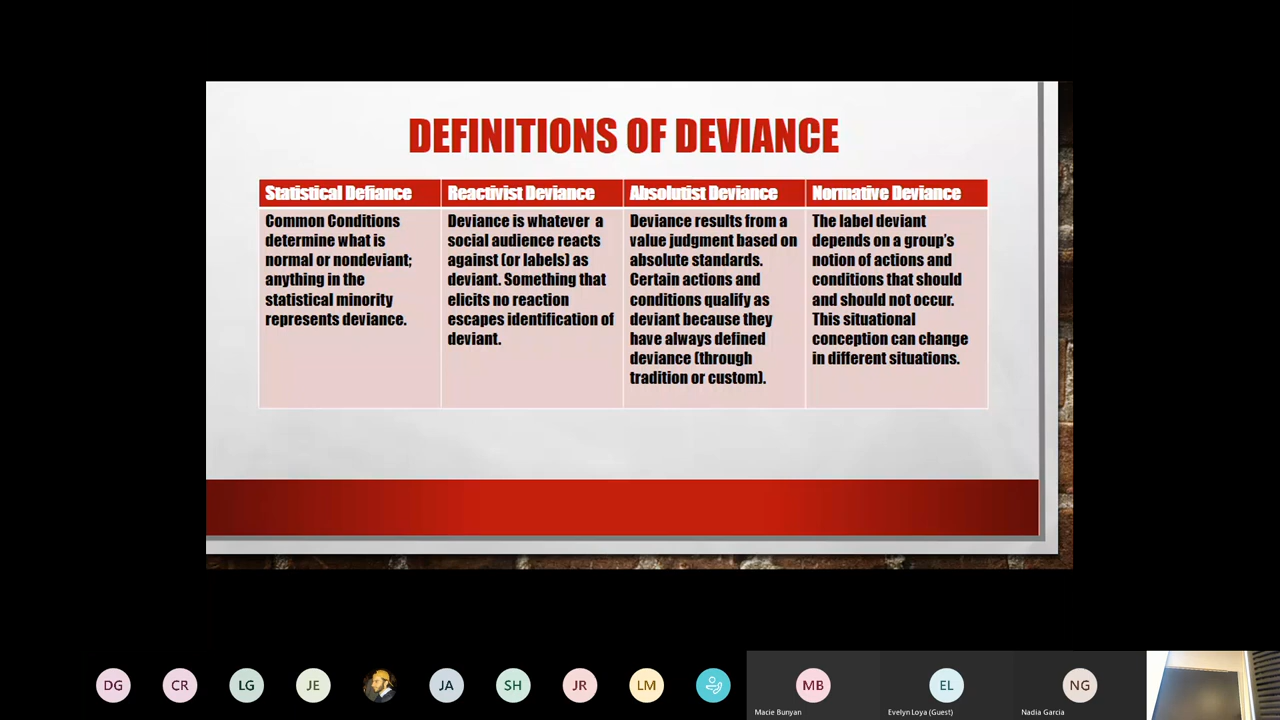 DEFINITIONS OF DEVIANCE
Statistical Defiance
Common Conditions
determine what is
normal or nondeviant;
anything in the
statistical minority
represents deviance.
Reactivist Deviance
Deviance is whatever a
social audience reacts
against (or labels) as
deviant. Something that
elicits no reaction
escapes identification of
deviant.
Absolutist Deviance
Deviance results from a
value judgment based on
absolute standards.
Certain actions and
conditions qualify as
deviant because they
have always defined
deviance (through
tradition or custom).
Normative Deviance
The label deviant
depends on a group's
notion of actions and
conditions that should
and should not occur.
This situational
conception can change
in different situations.
DG
CR
LG
JE
JA
SH
JR
LM
MB
Macie Bunyan
EL
Evelyn Loya (Guest)
NG
Nadia Garcia